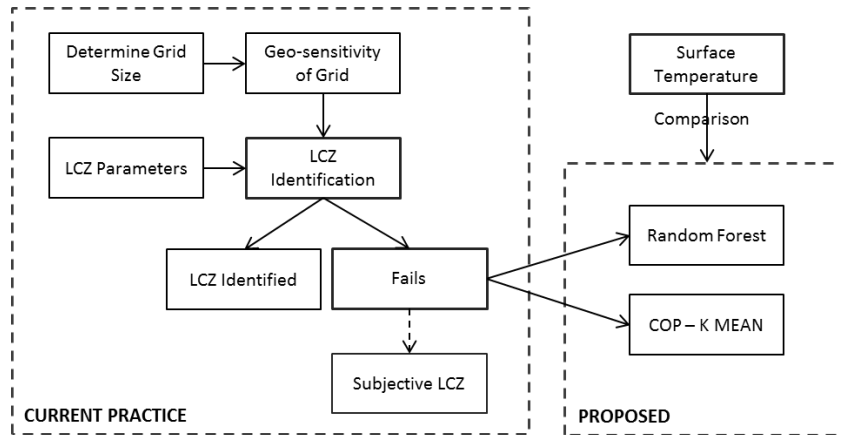 Determine Grid
Size
Geo-sensitivity
of Grid
Surface
Temperature
Comparison
LCZ Parameters
LCZ
Identification
LCZ Identified
Fails
Random Forest
COP – K MEAN
Subjective LCZ
CURRENT PRACTICE
PROPOSED